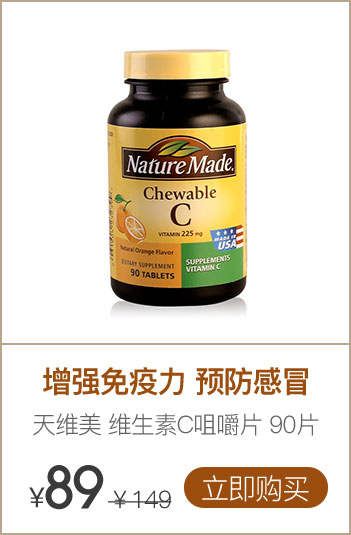 Nature Made®
Chewable
C
VITAMIN 225 mg
MADE IN
USA
Natural Orange Flavor
DIETARY SUPPLEMENT
90 TABLETS
SUPPLEMENTS
VITAMIN C
增强免疫力 预防感冒
天维美 维生素C咀嚼片 90片
¥89 ¥149 立即购买